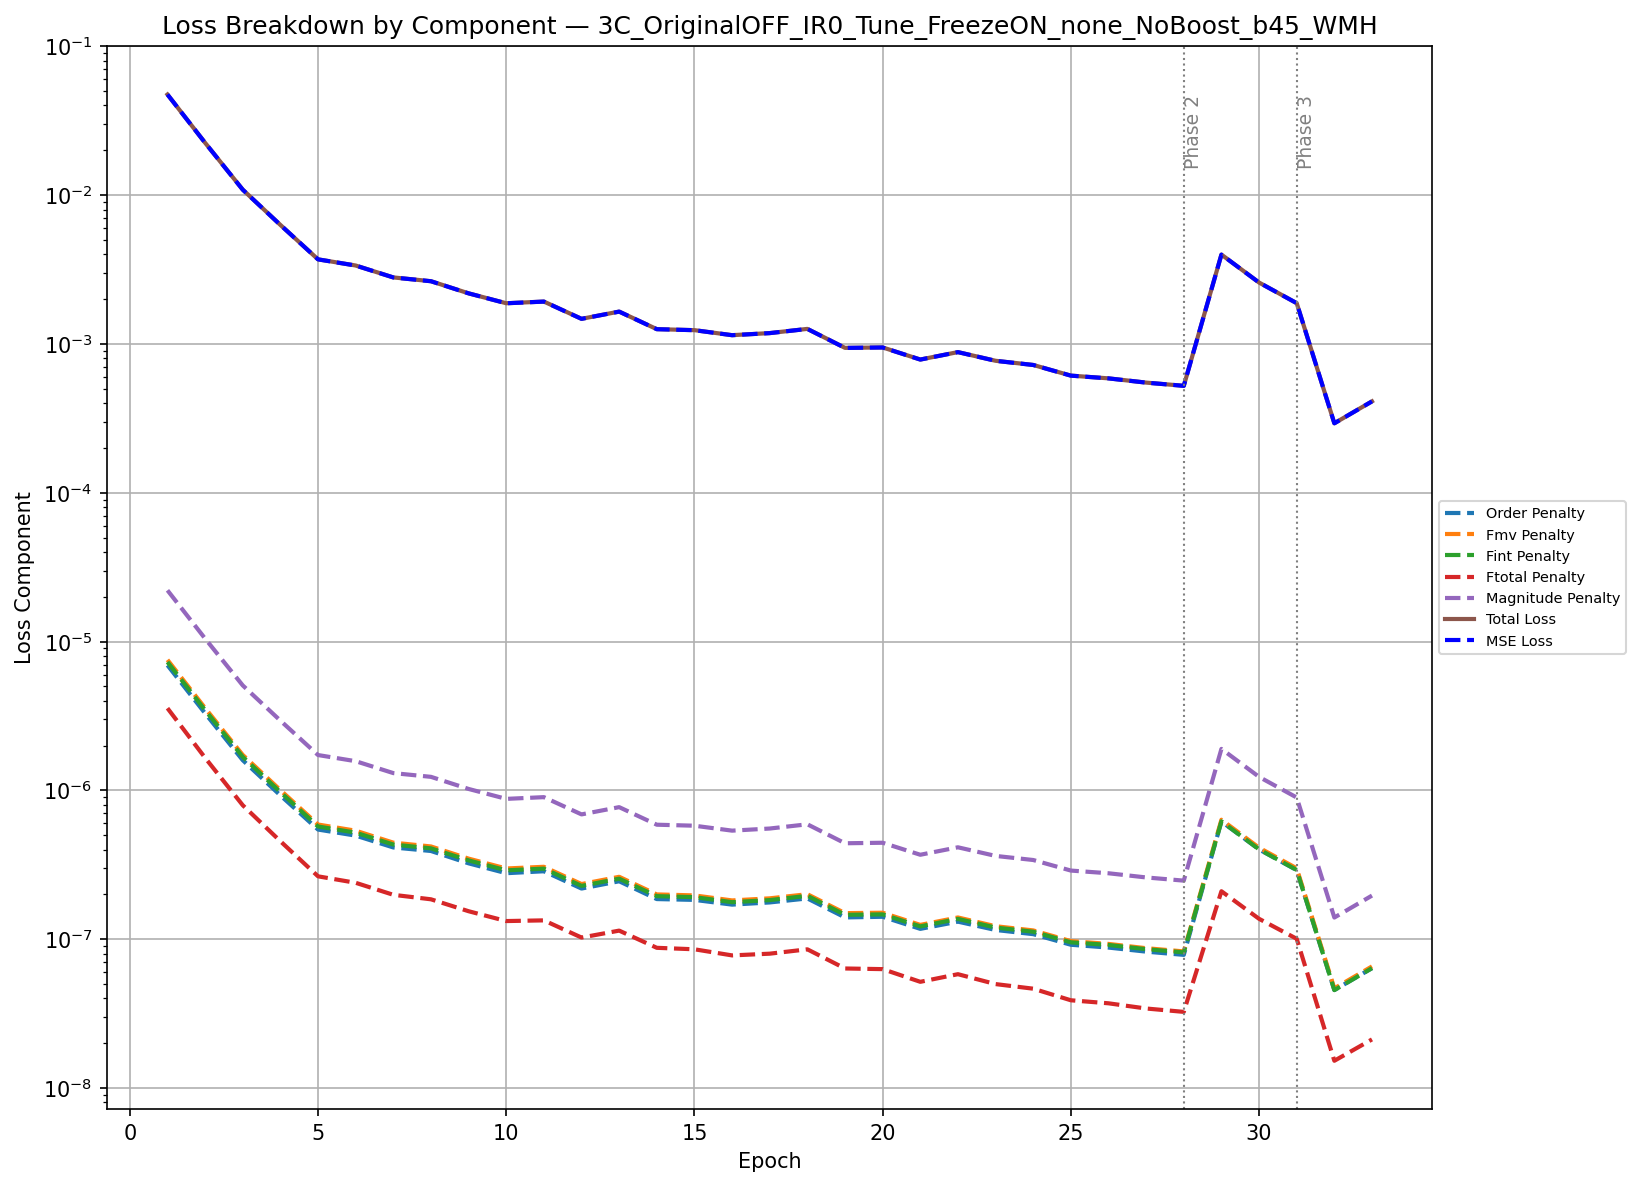 Loss Breakdown by Component — 3C_OriginalOFF_IR0_Tune_FreezeON_none_NoBoost_b45_WMH
Loss Component
10⁻¹
10⁻²
10⁻³
10⁻⁴
10⁻⁵
10⁻⁶
10⁻⁷
10⁻⁸
Phase 2
Phase 3
Order Penalty
Fmv Penalty
Fint Penalty
Ftotal Penalty
Magnitude Penalty
Total Loss
MSE Loss
0 5 10 15 20 25 30
Epoch